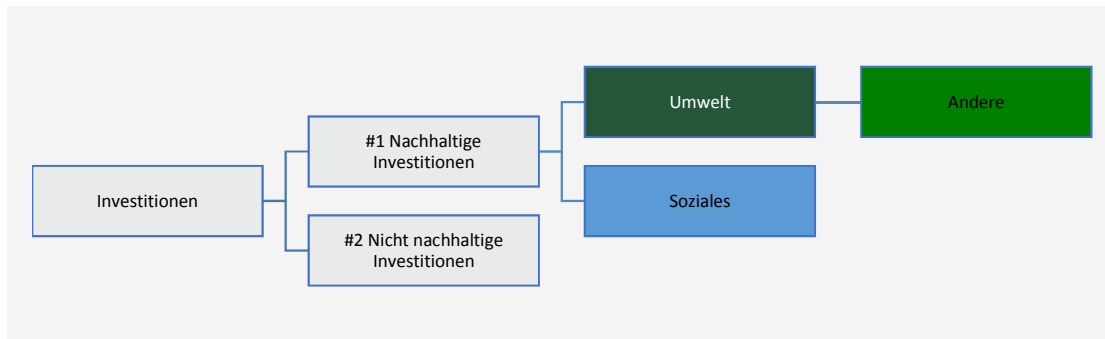 Umwelt
Andere
#1 Nachhaltige
Investitionen
Investitionen
Soziales
#2 Nicht nachhaltige
Investitionen